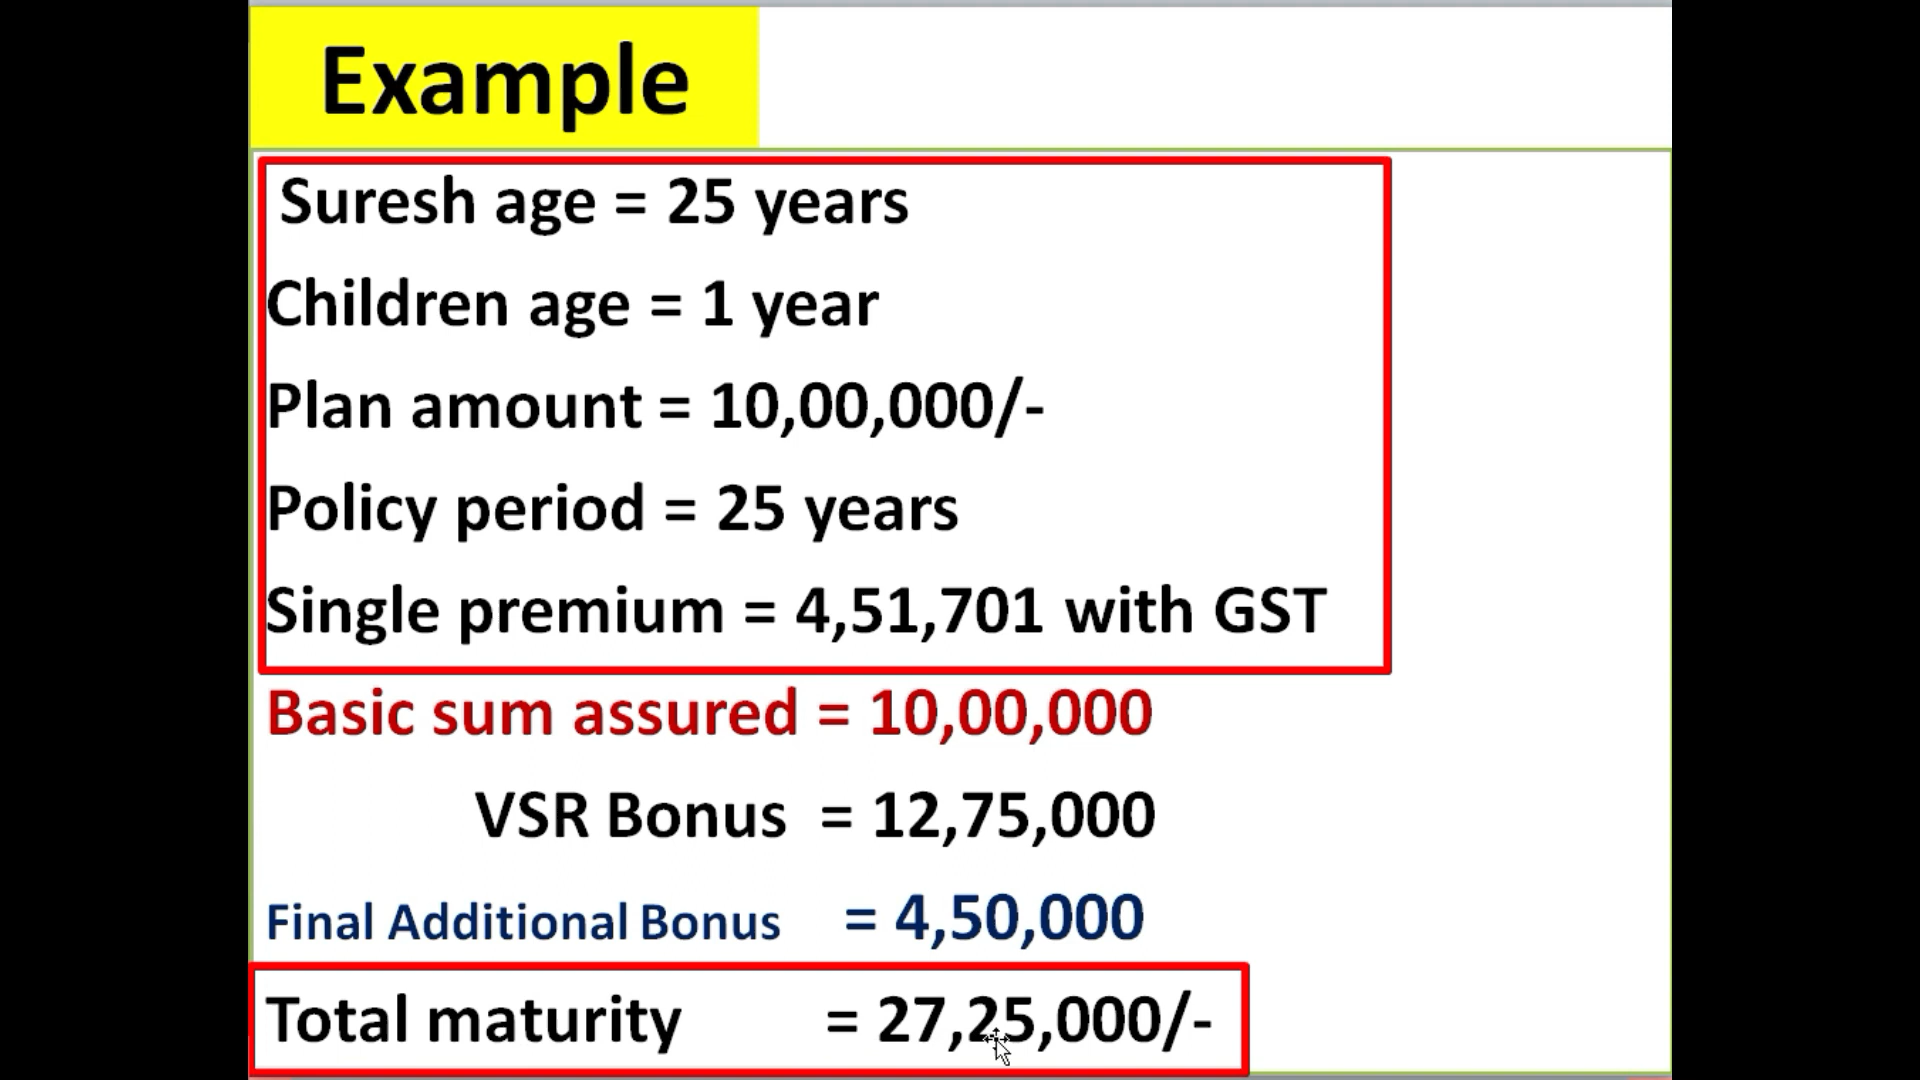 Example
Suresh age = 25 years
Children age = 1 year
Plan amount = 10,00,000/-
Policy period = 25 years
Single premium = 4,51,701 with GST
Basic sum assured = 10,00,000
VSR Bonus = 12,75,000
Final Additional Bonus = 4,50,000
Total maturity = 27,25,000/-